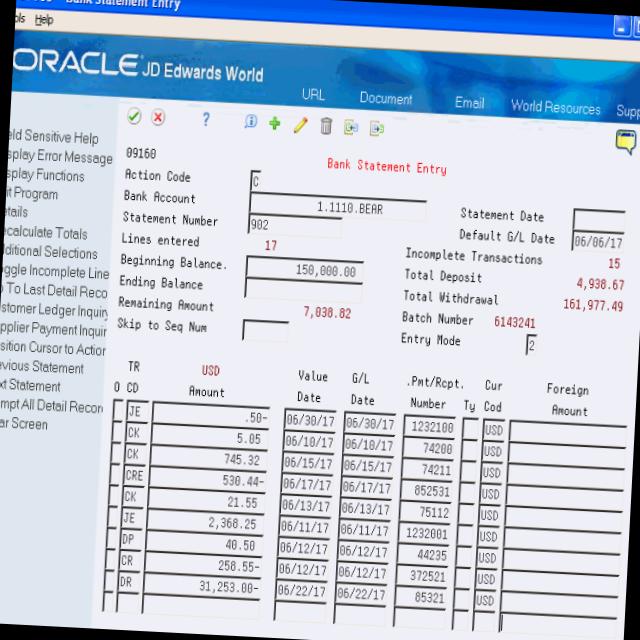 Bank Statement Entry
Help
ORACLE JD Edwards World
URL Document Email World Resources
09160
Bank Statement Entry
Action Code C
Bank Account 1.1110.BEAR
Statement Number 902
Statement Date
Default G/L Date 06/06/17
Lines entered 17
Incomplete Transactions 15
Beginning Balance. 150,000.00
Total Deposit 4,938.67
Ending Balance
Total Withdrawal 161,977.49
Remaining Amount 7,038.82
Batch Number 6143241
Skip to Seq Num
Entry Mode 2
O TR CD USD Amount Value Date G/L Date .Pmt/Rcpt. Number Ty Cur Cod Foreign Amount
JE .50- 06/30/17 06/30/17 1232100 USD
CK 5.05 06/10/17 06/10/17 74200 USD
CK 745.32 06/15/17 06/15/17 74211 USD
CRE 530.44- 06/17/17 06/17/17 852531 USD
CK 21.55 06/13/17 06/13/17 75112 USD
JE 2,368.25 06/11/17 06/11/17 1232001 USD
DP 40.50 06/12/17 06/12/17 44235 USD
CR 258.55- 06/12/17 06/12/17 372521 USD
DR 31,253.00- 06/22/17 06/22/17 85321 USD
eld Sensitive Help
splay Error Message
splay Functions
it Program
etails
ecalculate Totals
dditional Selections
oggle Incomplete Line
To Last Detail Reco
stomer Ledger Inquiry
pplier Payment Inquir
sition Cursor to Action
evious Statement
xt Statement
mpt All Detail Record
ar Screen